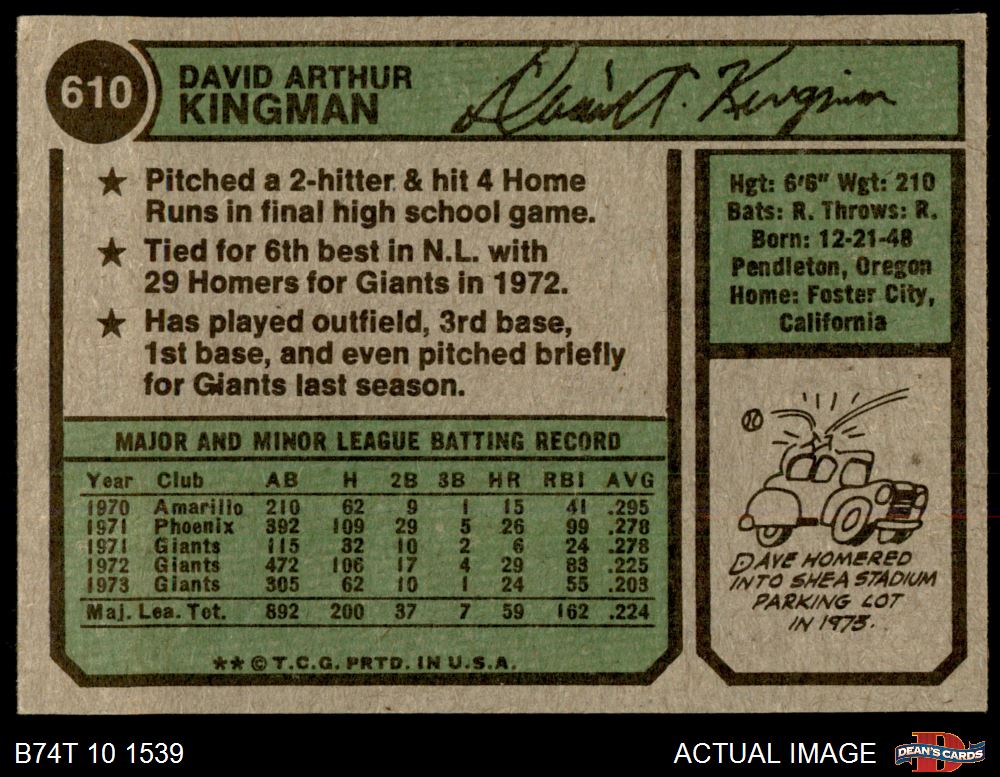 610
DAVID ARTHUR
KINGMAN
David A. Kingman
★ Pitched a 2-hitter & hit 4 Home
Runs in final high school game.
★ Tied for 6th best in N.L. with
29 Homers for Giants in 1972.
★ Has played outfield, 3rd base,
1st base, and even pitched briefly
for Giants last season.
Hgt: 6'6" Wgt: 210
Bats: R. Throws: R.
Born: 12-21-48
Pendleton, Oregon
Home: Foster City,
California
MAJOR AND MINOR LEAGUE BATTING RECORD
Year Club AB H 2B 3B HR RBI AVG
1970 Amarillo 210 62 9 1 15 41 .295
1971 Phoenix 392 109 29 5 26 99 .278
1971 Giants 115 32 10 2 6 24 .278
1972 Giants 472 106 17 4 29 83 .225
1973 Giants 305 62 10 1 24 55 .203
Maj. Lea. Tot. 892 200 37 7 59 162 .224
★★ © T.C.G. PRTD. IN U.S.A.
DAVE HOMERED
INTO SHEA STADIUM
PARKING LOT
IN 1973.
B74T 10 1539
ACTUAL IMAGE
D
DEAN'S CARDS